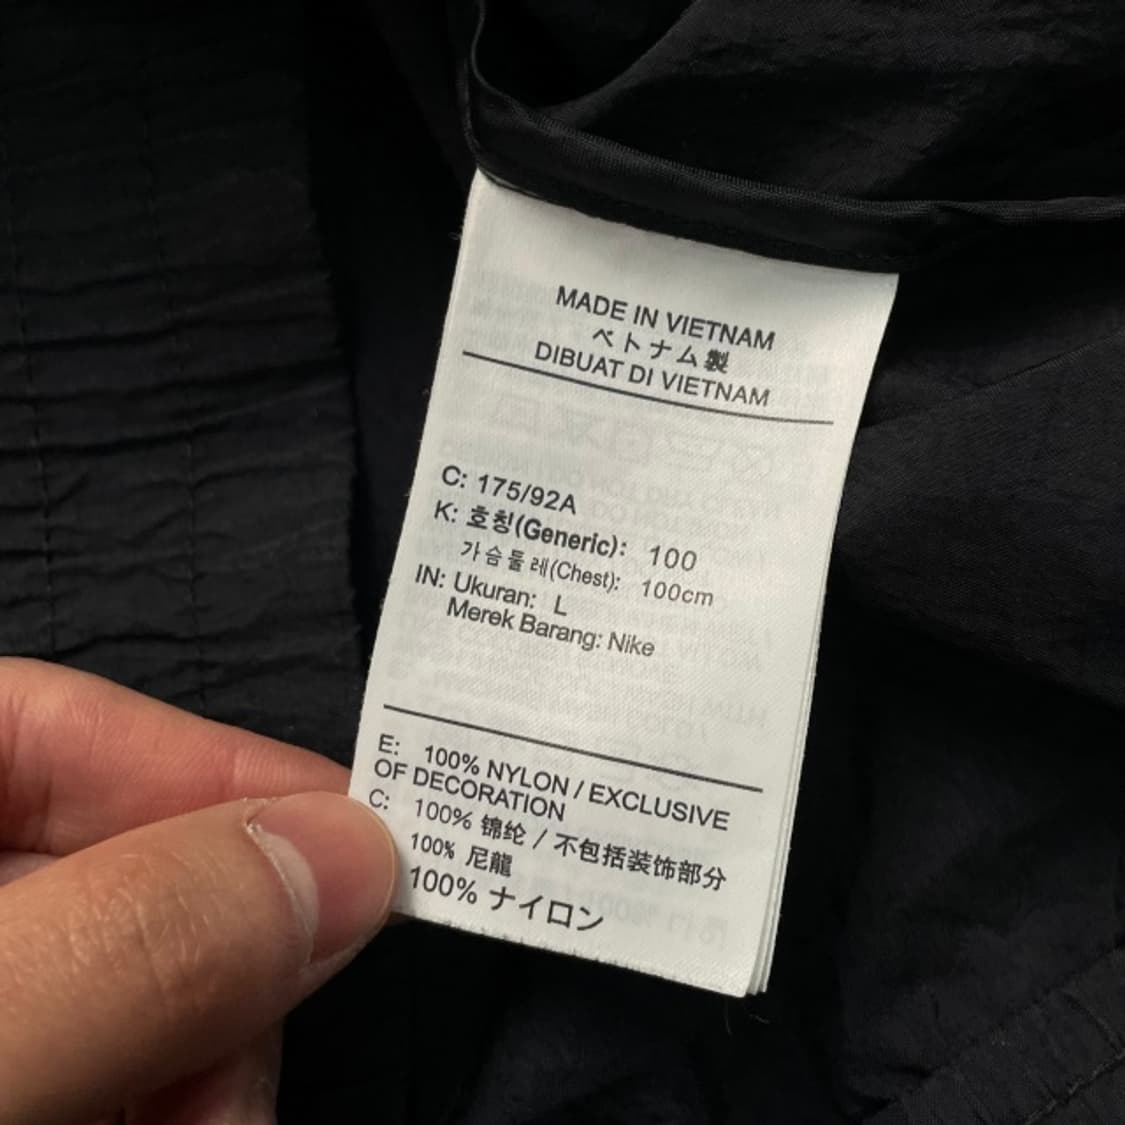 MADE IN VIETNAM
ベトナム製
DIBUAT DI VIETNAM
C: 175/92A
K: 호칭(Generic): 100
가슴둘레(Chest): 100cm
IN: Ukuran: L
Merek Barang: Nike
E: 100% NYLON / EXCLUSIVE
OF DECORATION
C: 100% 锦纶 / 不包括装饰部分
100% 尼龍
100% ナイロン